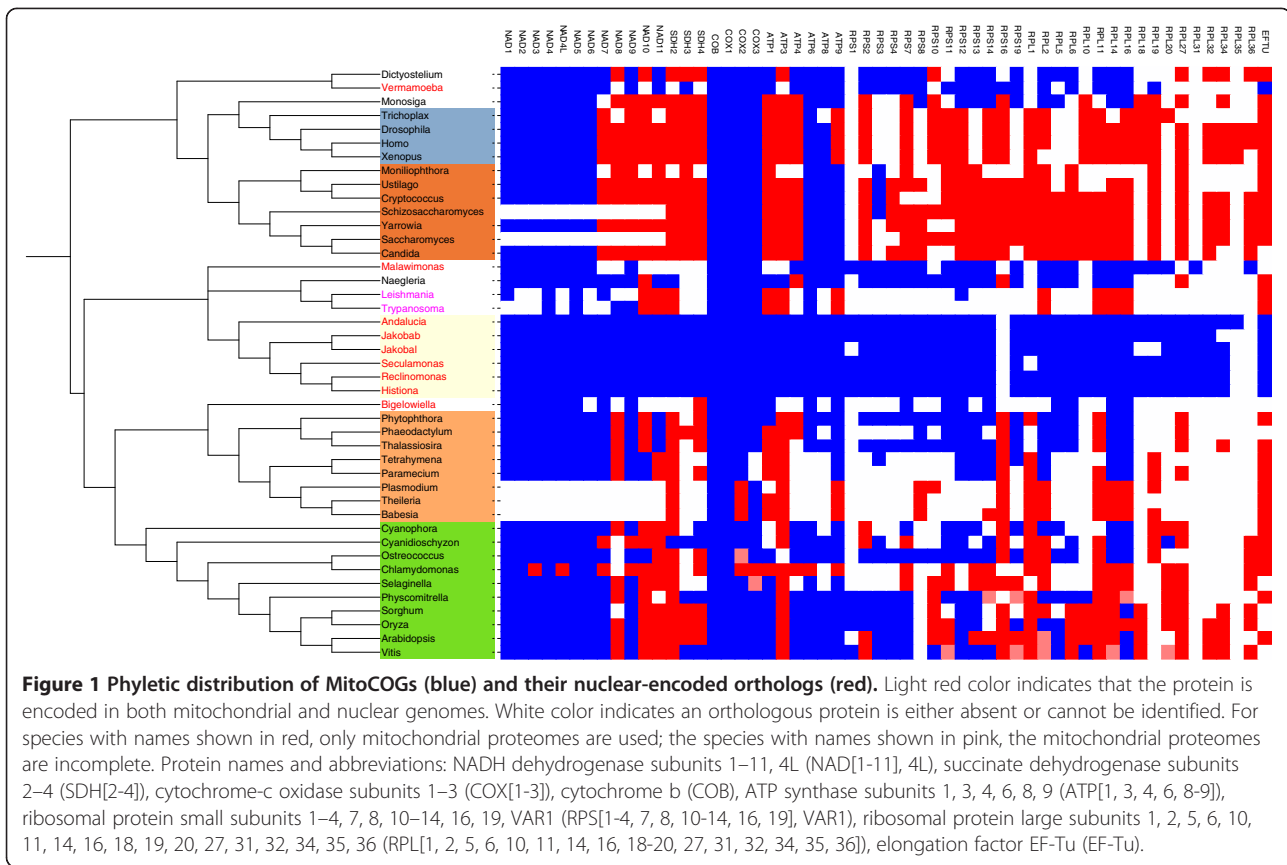 NAD1 NAD2 NAD3 NAD4 NAD4L NAD5 NAD6 NAD7 NAD8 NAD9 NAD10 NAD11 SDH2 SDH3 SDH4 COB COX1 COX2 COX3 ATP1 ATP3 ATP4 ATP6 ATP8 ATP9 RPS1 RPS2 RPS3 RPS4 RPS7 RPS8 RPS10 RPS11 RPS12 RPS13 RPS14 RPS16 RPS19 RPL1 RPL2 RPL5 RPL6 RPL10 RPL11 RPL14 RPL16 RPL18 RPL19 RPL20 RPL27 RPL31 RPL32 RPL34 RPL35 RPL36 EFTU
Dictyostelium
Vermamoeba
Monosiga
Trichoplax
Drosophila
Homo
Xenopus
Moniliophthora
Ustilago
Cryptococcus
Schizosaccharomyces
Yarrowia
Saccharomyces
Candida
Malawimonas
Naegleria
Leishmania
Trypanosoma
Andalucia
Jakobab
Jakobal
Seculamonas
Reclinomonas
Histiona
Bigelowiella
Phytophthora
Phaeodactylum
Thalassiosira
Tetrahymena
Paramecium
Plasmodium
Theileria
Babesia
Cyanophora
Cyanidioschyzon
Ostreococcus
Chlamydomonas
Selaginella
Physcomitrella
Sorghum
Oryza
Arabidopsis
Vitis
Figure 1 Phyletic distribution of MitoCOGs (blue) and their nuclear-encoded orthologs (red). Light red color indicates that the protein is
encoded in both mitochondrial and nuclear genomes. White color indicates an orthologous protein is either absent or cannot be identified. For
species with names shown in red, only mitochondrial proteomes are used; the species with names shown in pink, the mitochondrial proteomes
are incomplete. Protein names and abbreviations: NADH dehydrogenase subunits 1–11, 4L (NAD[1-11], 4L), succinate dehydrogenase subunits
2–4 (SDH[2-4]), cytochrome-c oxidase subunits 1–3 (COX[1-3]), cytochrome b (COB), ATP synthase subunits 1, 3, 4, 6, 8, 9 (ATP[1, 3, 4, 6, 8-9]),
ribosomal protein small subunits 1–4, 7, 8, 10–14, 16, 19, VAR1 (RPS[1-4, 7, 8, 10-14, 16, 19], VAR1), ribosomal protein large subunits 1, 2, 5, 6, 10,
11, 14, 16, 18, 19, 20, 27, 31, 32, 34, 35, 36 (RPL[1, 2, 5, 6, 10, 11, 14, 16, 18-20, 27, 31, 32, 34, 35, 36]), elongation factor EF-Tu (EF-Tu).